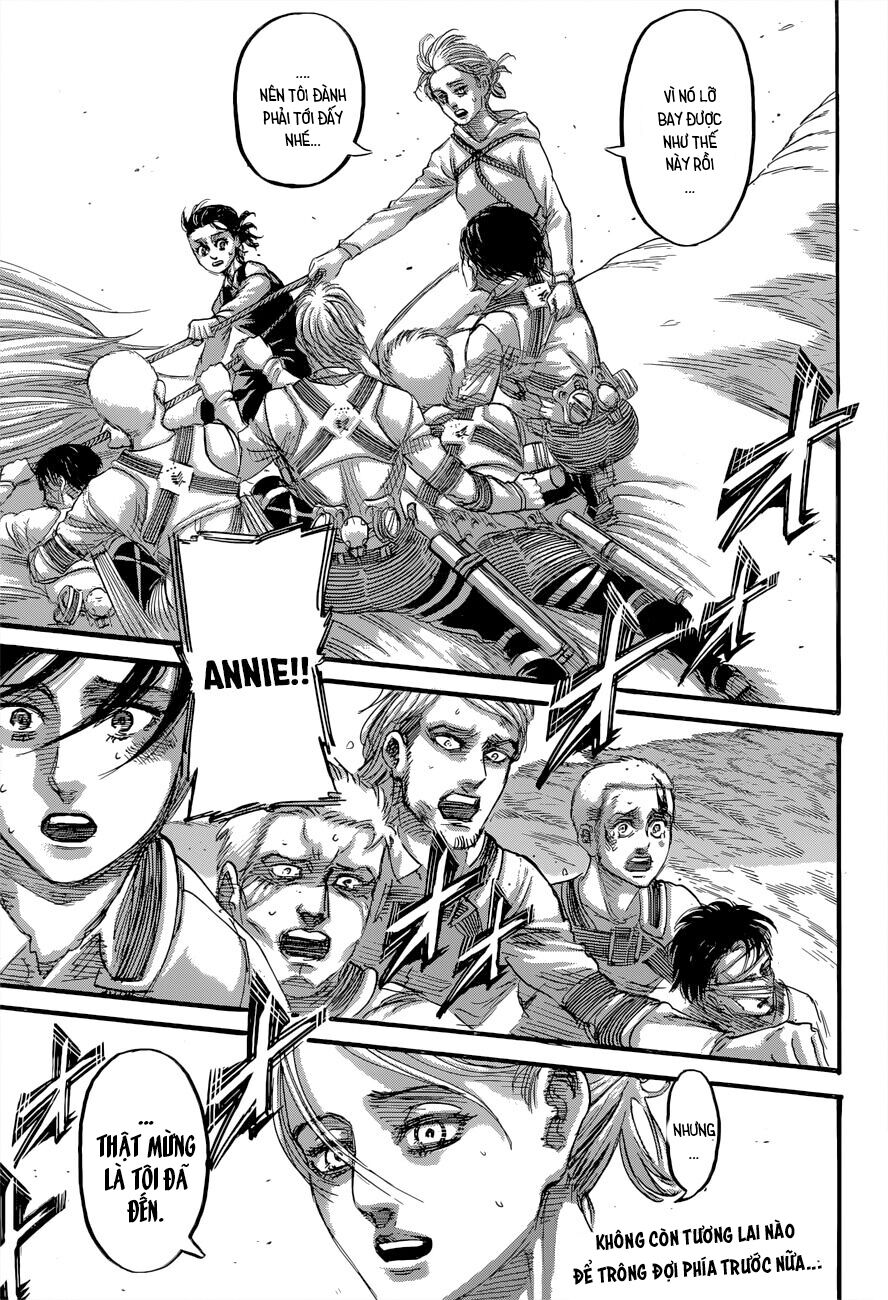 VÌ NÓ LỠ
BAY ĐƯỢC
NHƯ THẾ
NÀY RỒI
...
....
NÊN TÔI ĐÀNH
PHẢI TỚI ĐẤY
NHÉ...
ANNIE!!
NHƯNG
...
...
THẬT MỪNG
LÀ TÔI ĐÃ
ĐẾN.
KHÔNG CÒN TƯƠNG LAI NÀO
ĐỂ TRÔNG ĐỢI PHÍA TRƯỚC NỮA...